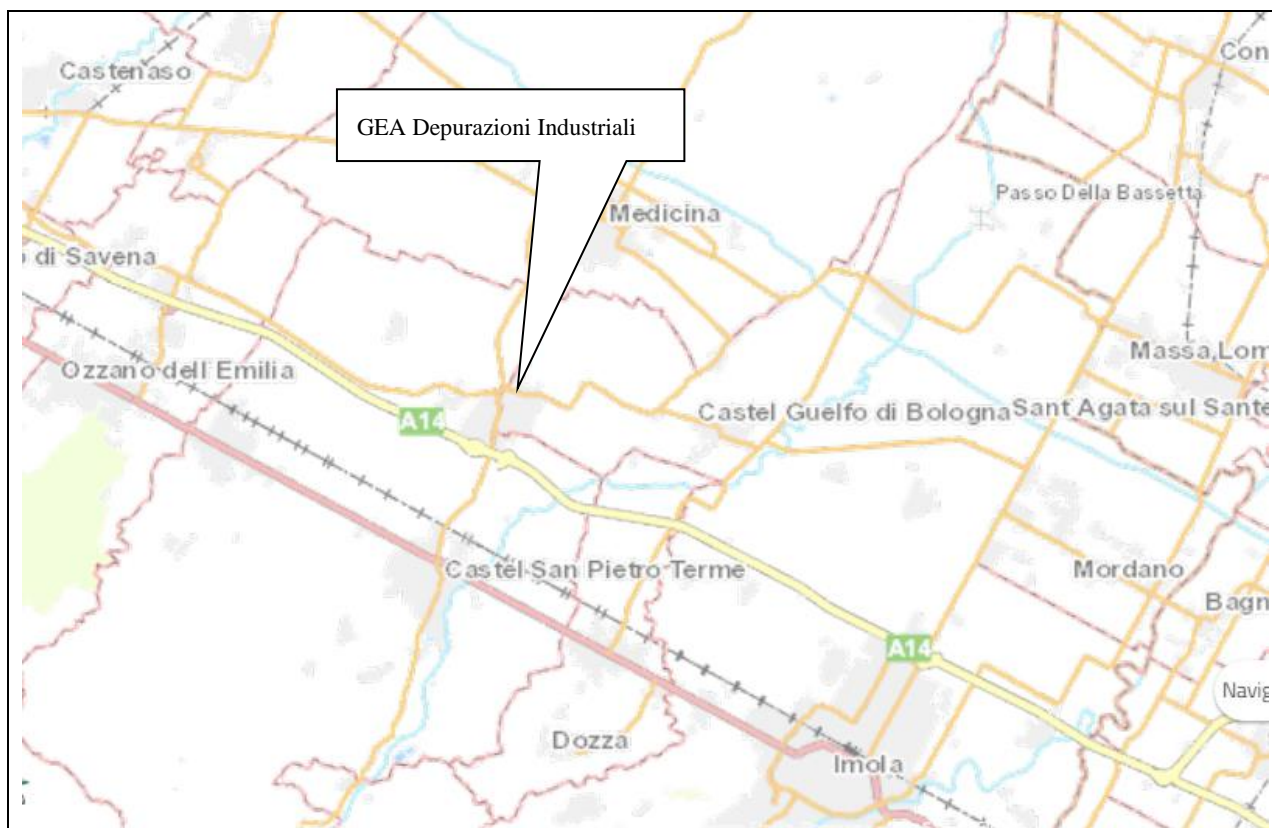 Castenaso
Con
GEA Depurazioni Industriali
Passo Della Bassetta
Medicina
o di Savena
Massa Lom
Ozzano dell Emilia
A14
Castel Guelfo di Bologna
Sant Agata sul Sante
Castel San Pietro Terme
Mordano
Bagn
A14
Navig
Dozza
Imola